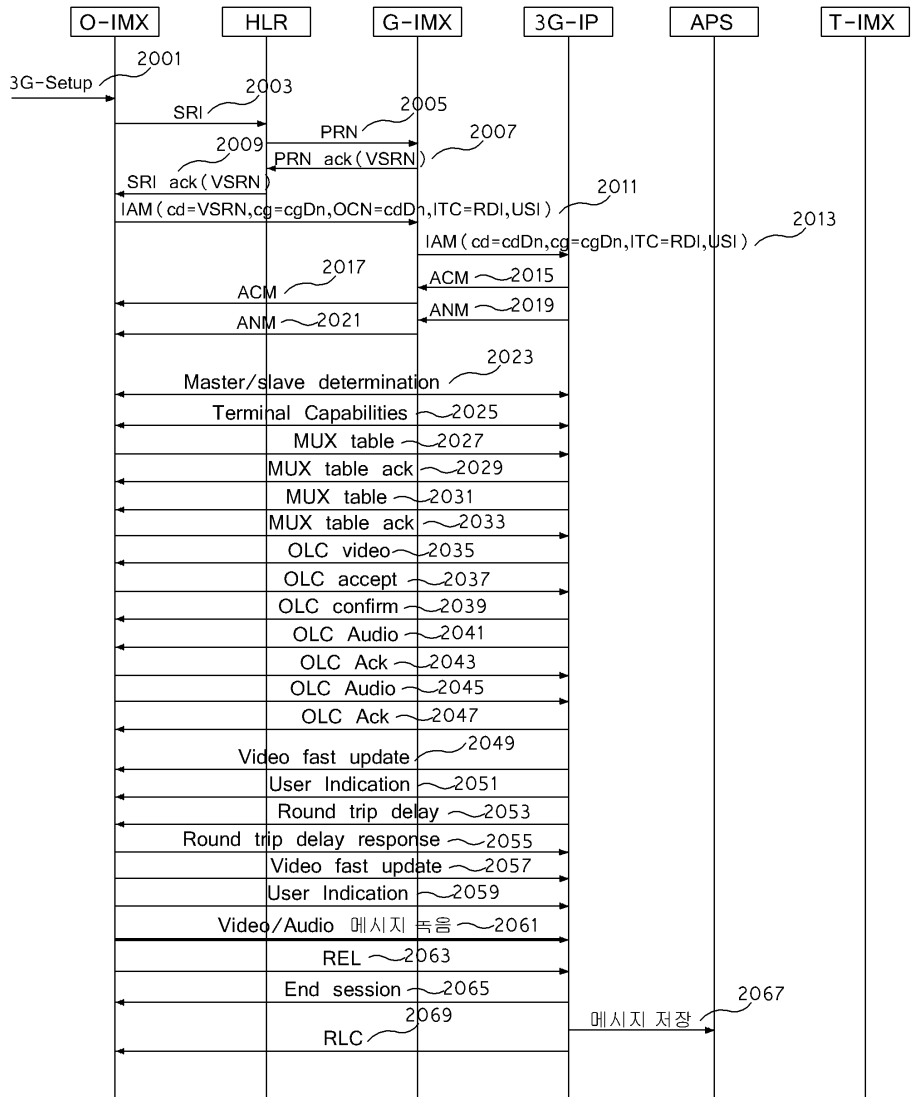 O-IMX HLR G-IMX 3G-IP APS T-IMX
2001
3G-Setup
2003
SRI
2005
PRN
2007
PRN ack(VSRN)
2009
SRI ack(VSRN)
2011
IAM(cd=VSRN,cg=cgDn,OCN=cdDn,ITC=RDI,USI)
2013
IAM(cd=cdDn,cg=cgDn,ITC=RDI,USI)
2017
ACM 2015
ACM
ANM 2019
ANM 2021
2023
Master/slave determination
Terminal Capabilities 2025
MUX table 2027
MUX table ack 2029
MUX table 2031
MUX table ack 2033
OLC video 2035
OLC accept 2037
OLC confirm 2039
OLC Audio 2041
OLC Ack 2043
OLC Audio 2045
OLC Ack 2047
2049
Video fast update
User Indication 2051
Round trip delay 2053
Round trip delay response 2055
Video fast update 2057
User Indication 2059
Video/Audio 메시지 녹음 2061
REL 2063
End session 2065
2067
메시지 저장
2069
RLC